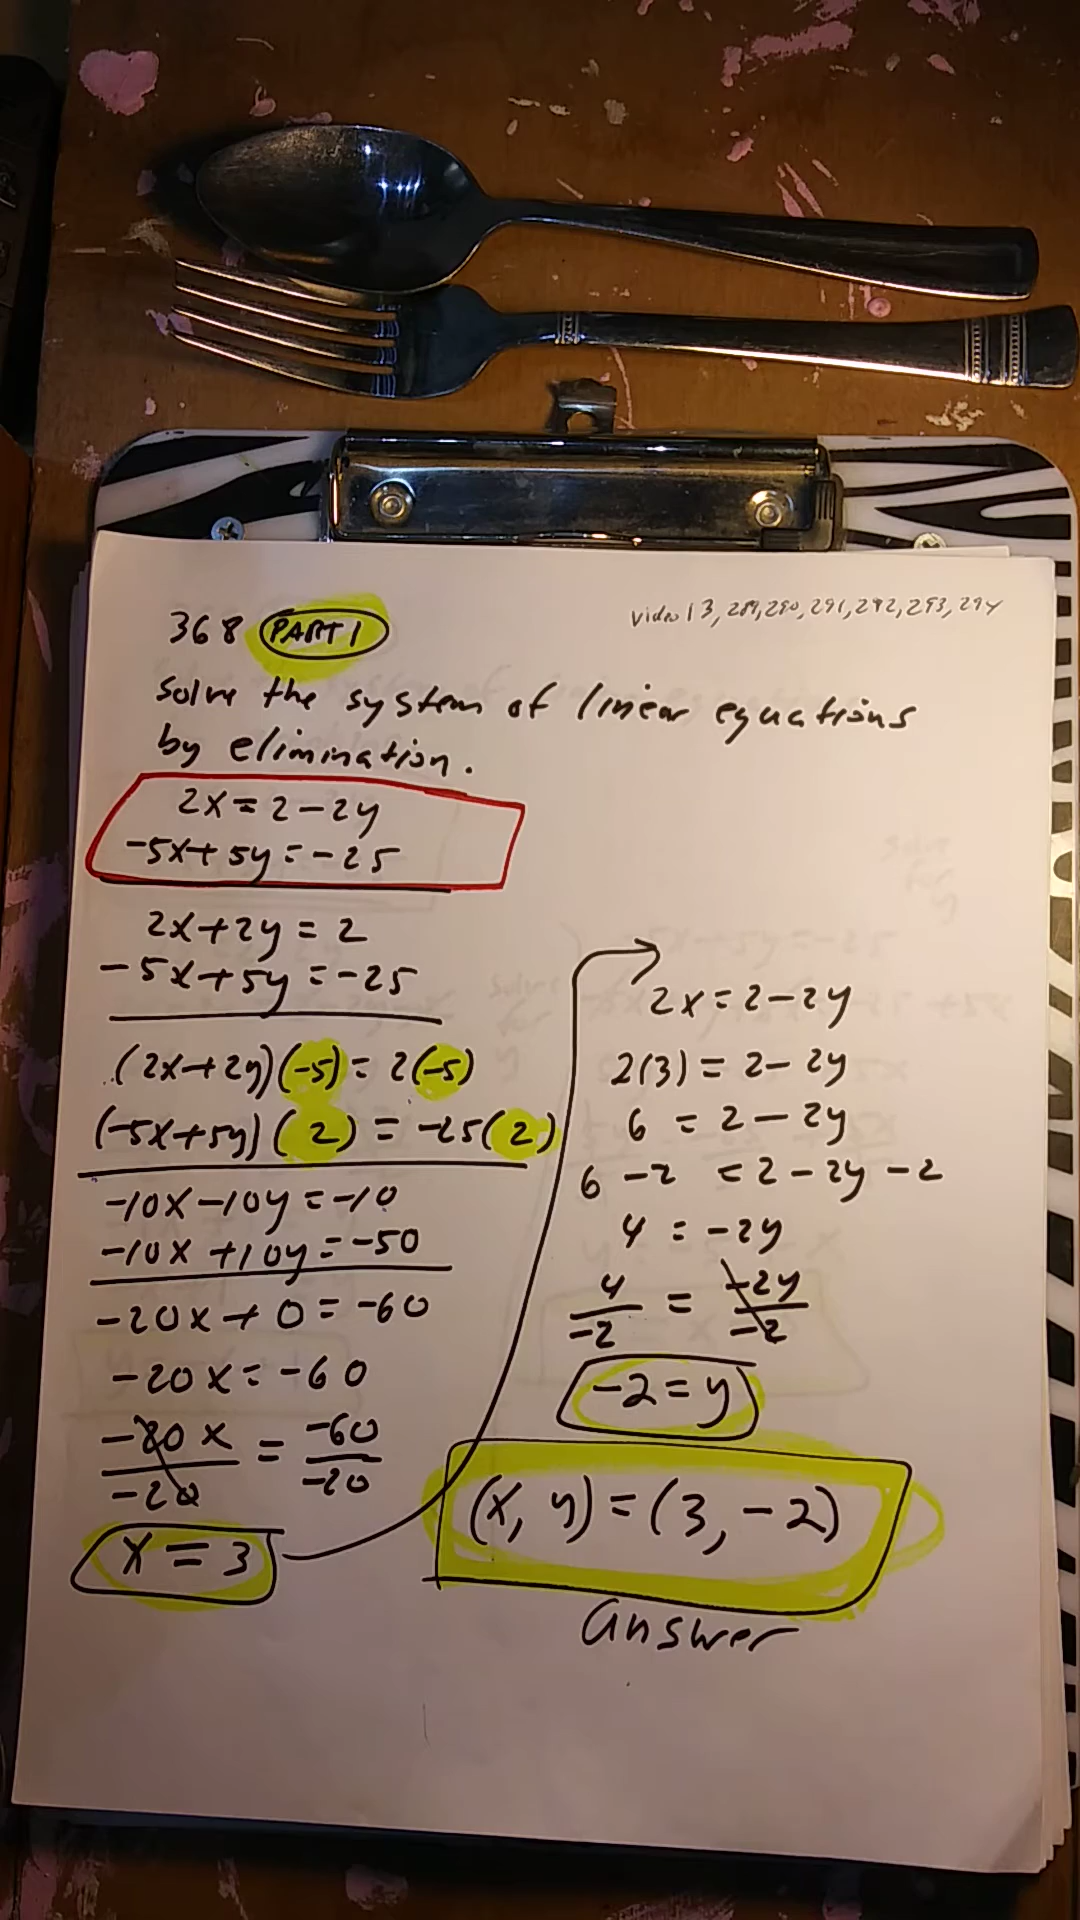 368 PART 1
video 13, 289, 290, 291, 292, 293, 294
Solve the system of linear equations
by elimination.
2x = 2 - 2y
-5x + 5y = -25
2x + 2y = 2
-5x + 5y = -25
(2x + 2y)(-5) = 2(-5)
(-5x + 5y)(2) = -25(2)
-10x - 10y = -10
-10x + 10y = -50
-20x + 0 = -60
-20x = -60
-20x / -20 = -60 / -20
x = 3
2x = 2 - 2y
2(3) = 2 - 2y
6 = 2 - 2y
6 - 2 = 2 - 2y - 2
4 = -2y
4 / -2 = -2y / -2
-2 = y
(x, y) = (3, -2)
answer